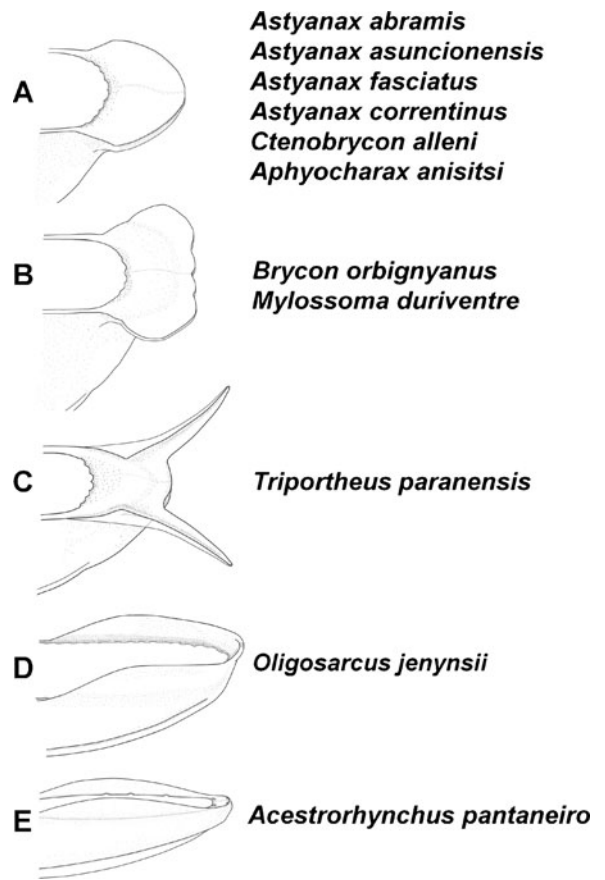 A
Astyanax abramis
Astyanax asuncionensis
Astyanax fasciatus
Astyanax correntinus
Ctenobrycon alleni
Aphyocharax anisitsi
B
Brycon orbignyanus
Mylossoma duriventre
C
Triportheus paranensis
D
Oligosarcus jenynsii
E
Acestrorhynchus pantaneiro